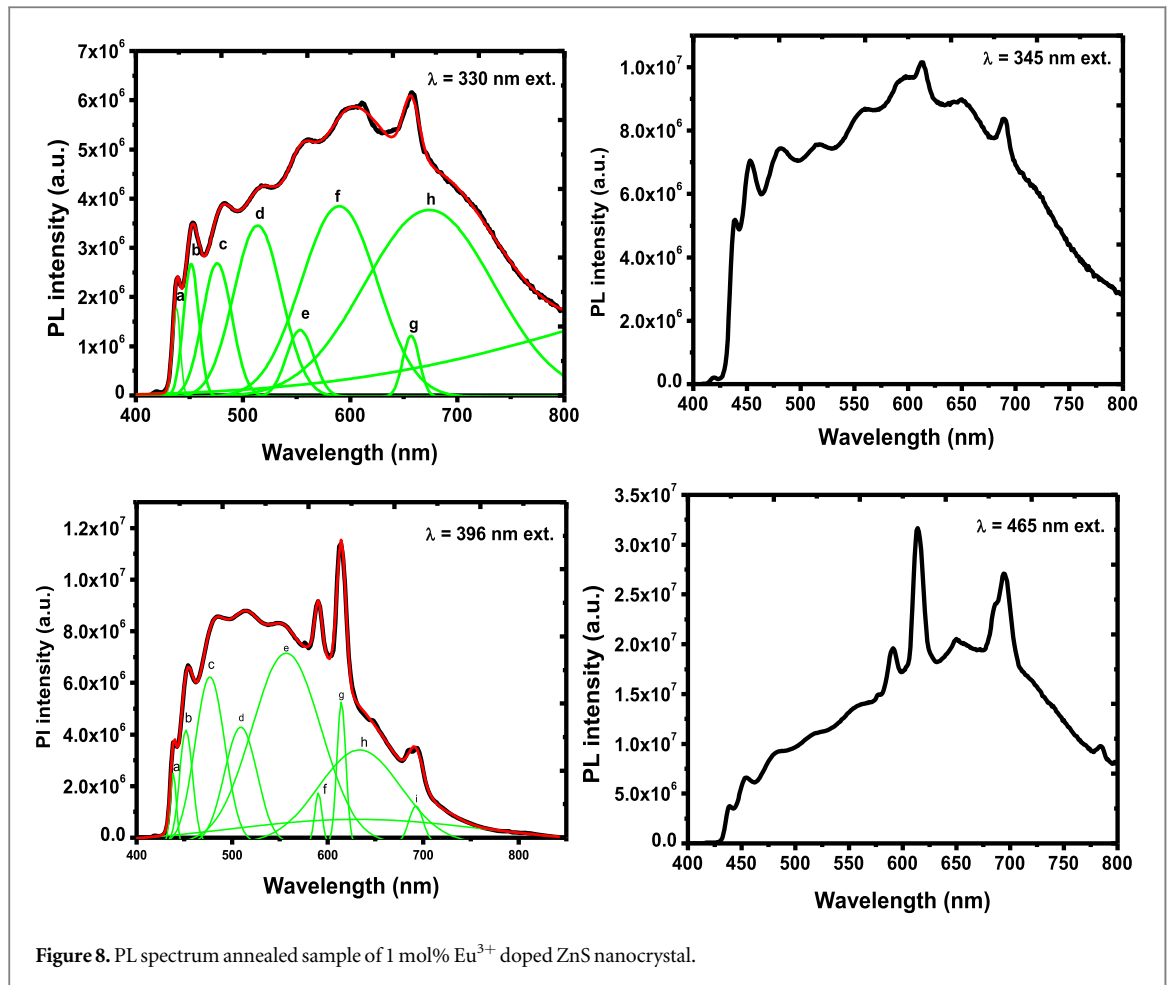 7x10⁶
6x10⁶
5x10⁶
4x10⁶
3x10⁶
2x10⁶
1x10⁶
0
PL intensity (a.u.)
λ = 330 nm ext.
a
b
c
d
e
f
g
h
400 500 600 700 800
Wavelength (nm)
1.0x10⁷
8.0x10⁶
6.0x10⁶
4.0x10⁶
2.0x10⁶
0.0
PL intensity (a.u.)
λ = 345 nm ext.
400 450 500 550 600 650 700 750 800
Wavelength (nm)
1.2x10⁷
1.0x10⁷
8.0x10⁶
6.0x10⁶
4.0x10⁶
2.0x10⁶
0.0
Pl intensity (a.u.)
λ = 396 nm ext.
a
b
c
d
e
f
g
h
i
400 500 600 700 800
Wavelength (nm)
3.5x10⁷
3.0x10⁷
2.5x10⁷
2.0x10⁷
1.5x10⁷
1.0x10⁷
5.0x10⁶
0.0
PL intensity (a.u.)
λ = 465 nm ext.
400 450 500 550 600 650 700 750 800
Wavelength (nm)
Figure 8. PL spectrum annealed sample of 1 mol% Eu³⁺ doped ZnS nanocrystal.